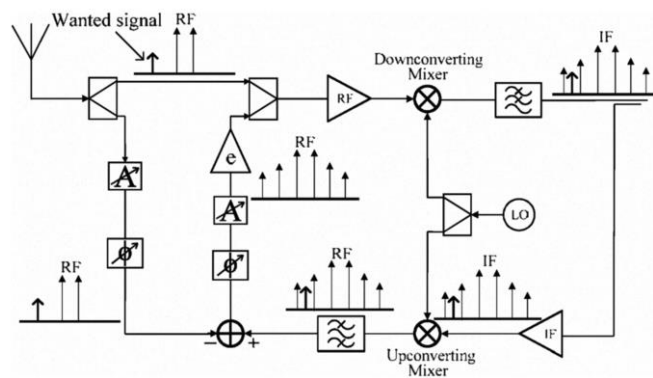 Wanted signal
RF
IF
Downconverting
Mixer
RF
e
RF
A
A
LO
ø
ø
RF
RF
IF
− +
IF
Upconverting
Mixer